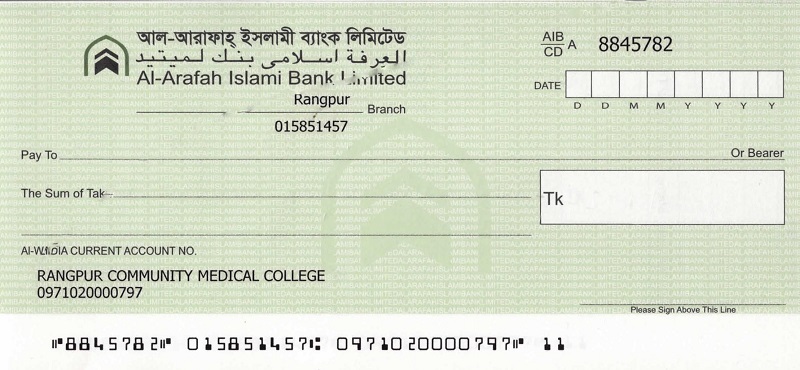 আল-আরাফাহ্ ইসলামী ব্যাংক লিমিটেড
العرفة اسلامى بنك لميتيد
Al-Arafah Islami Bank Limited
Rangpur
Branch
015851457
AIB
CD A 8845782
DATE
D D M M Y Y Y Y
Pay To Or Bearer
The Sum of Tak
Tk
Al-WADIA CURRENT ACCOUNT NO.
RANGPUR COMMUNITY MEDICAL COLLEGE
0971020000797
Please Sign Above This Line
⑈8845782⑈ 015851457⑆ 0971020000797⑈ 11